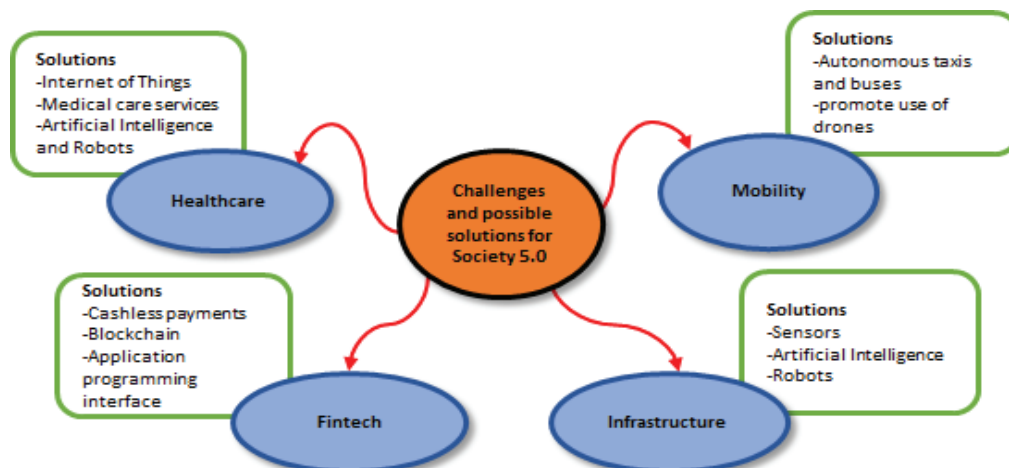 Solutions
-Internet of Things
-Medical care services
-Artificial Intelligence
and Robots
Healthcare
Solutions
-Autonomous taxis
and buses
-promote use of
drones
Mobility
Challenges
and possible
solutions for
Society 5.0
Solutions
-Cashless payments
-Blockchain
-Application
programming
interface
Fintech
Solutions
-Sensors
-Artificial Intelligence
-Robots
Infrastructure